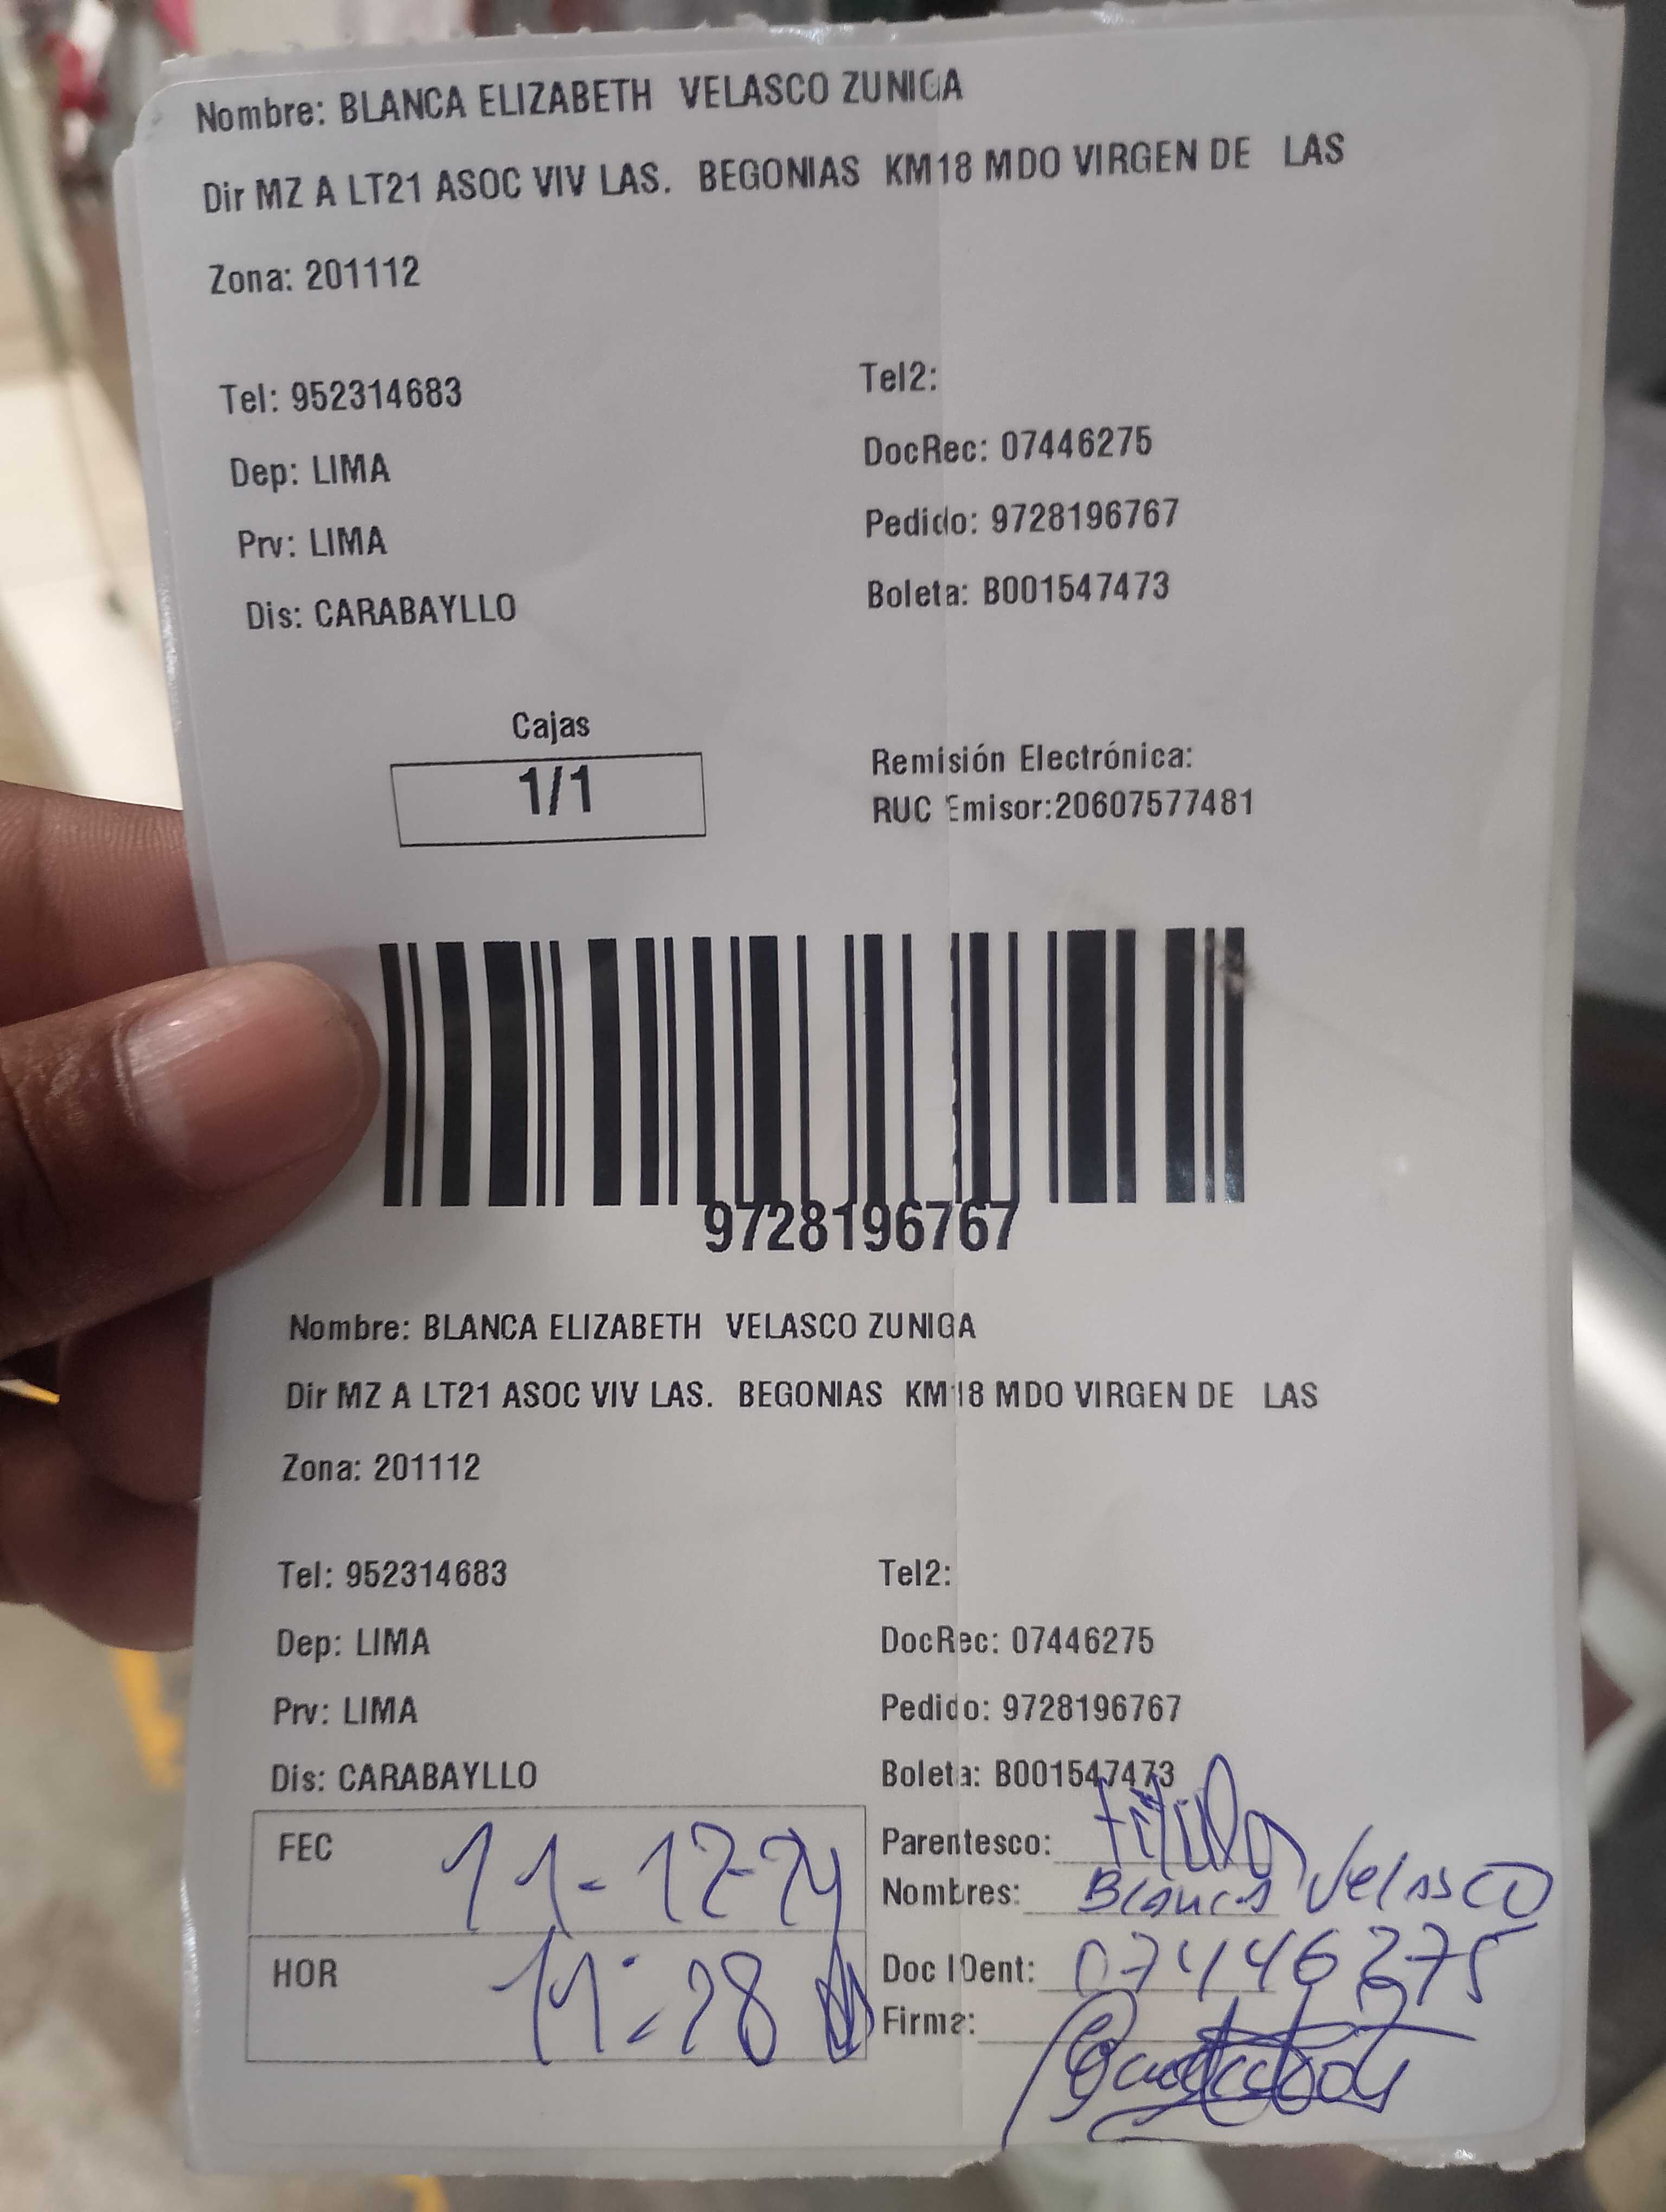 Nombre: BLANCA ELIZABETH VELASCO ZUNIGA
Dir MZ A LT21 ASOC VIV LAS. BEGONIAS KM18 MDO VIRGEN DE LAS
Zona: 201112
Tel: 952314683
Tel2:
Dep: LIMA
DocRec: 07446275
Prv: LIMA
Pedido: 9728196767
Dis: CARABAYLLO
Boleta: B001547473
Cajas
1/1
Remisión Electrónica:
RUC Emisor:20607577481
9728196767
Nombre: BLANCA ELIZABETH VELASCO ZUNIGA
Dir MZ A LT21 ASOC VIV LAS. BEGONIAS KM18 MDO VIRGEN DE LAS
Zona: 201112
Tel: 952314683
Tel2:
Dep: LIMA
DocRec: 07446275
Prv: LIMA
Pedido: 9728196767
Dis: CARABAYLLO
Boleta: B001547473
FEC 11-12-24
Parentesco:
Nombres: Blanca Velasco
HOR 11:28
Doc IDent: 07446275
Firma: